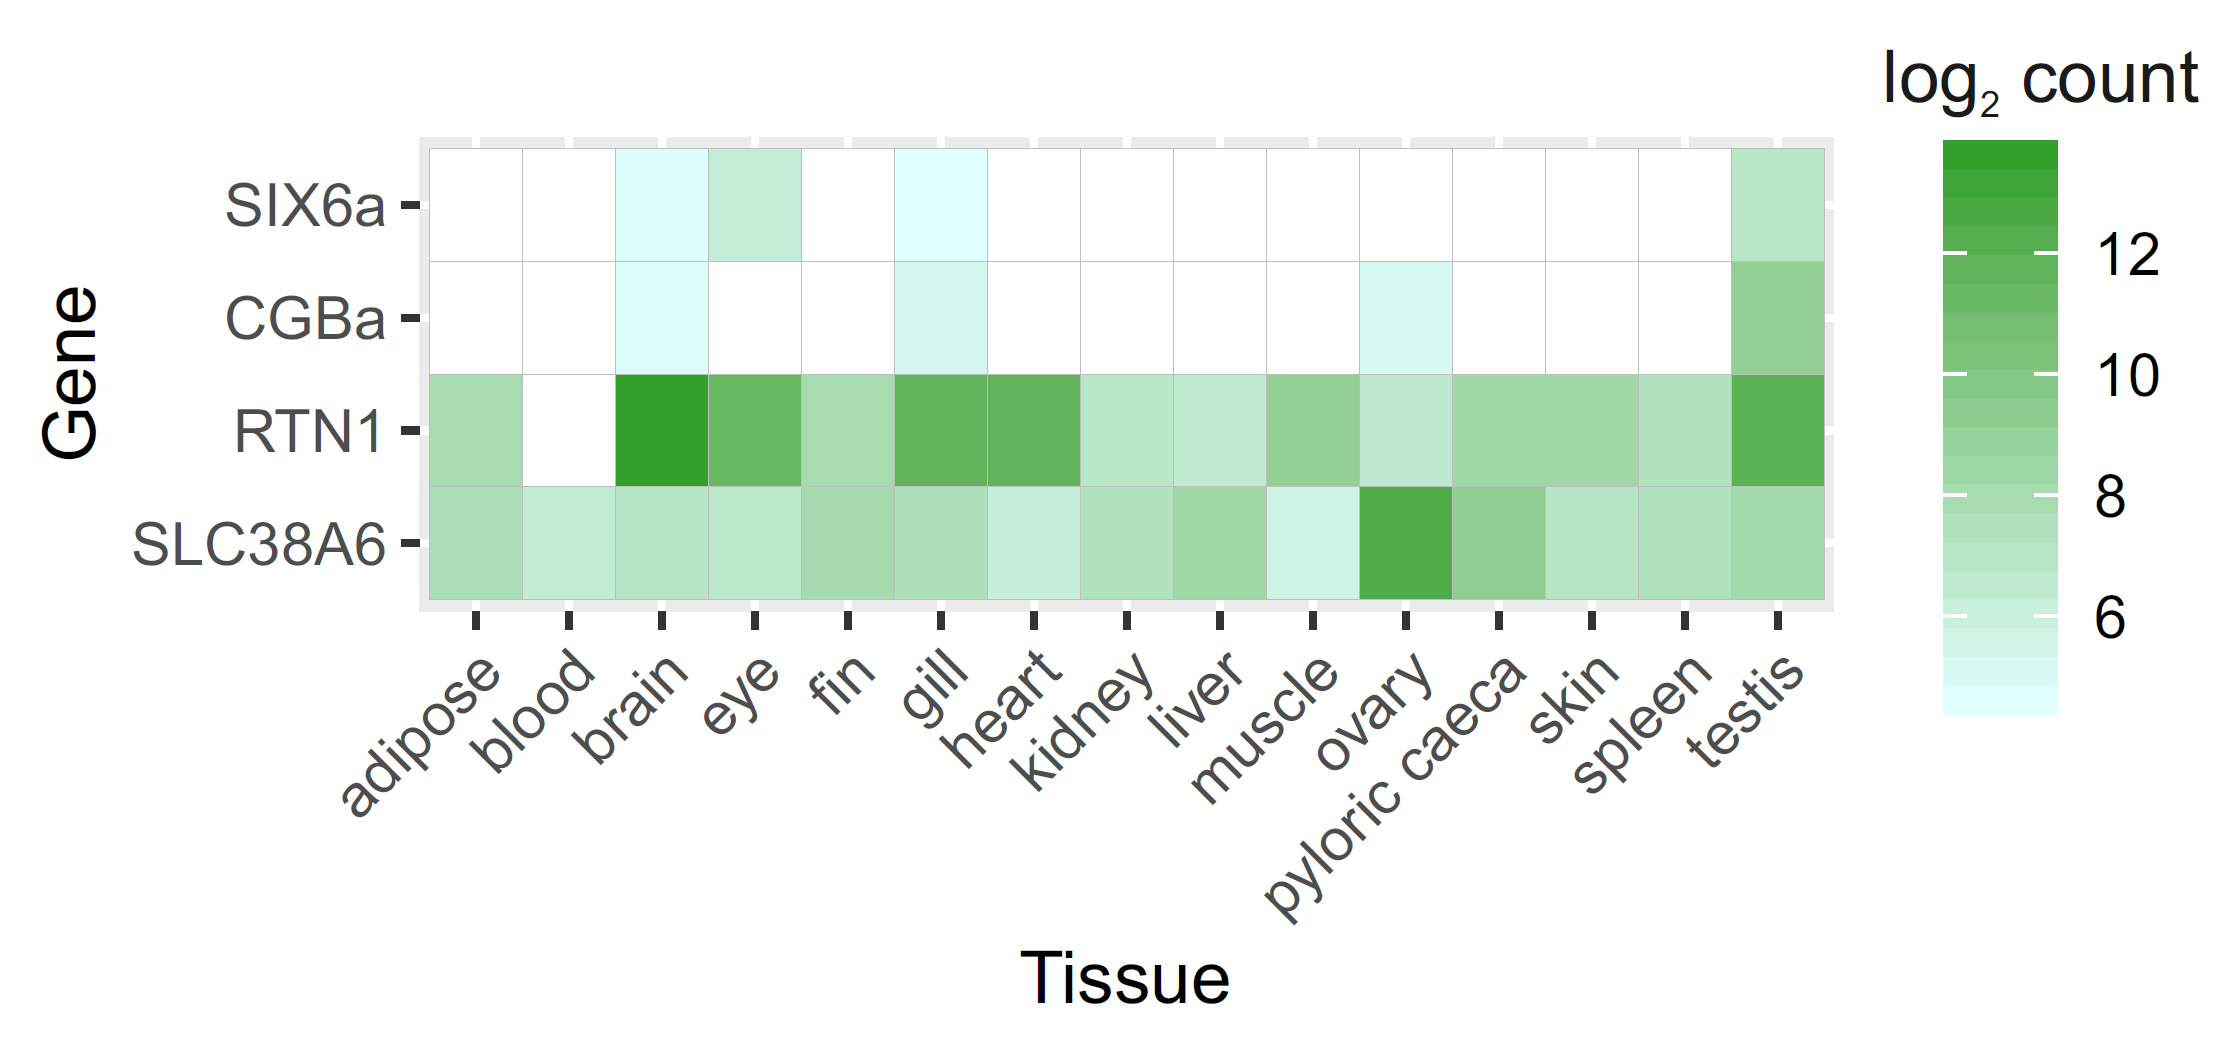 log₂ count
12
10
8
6
Gene
SIX6a
CGBa
RTN1
SLC38A6
adipose
blood
brain
eye
fin
gill
heart
kidney
liver
muscle
ovary
pyloric caeca
skin
spleen
testis
Tissue